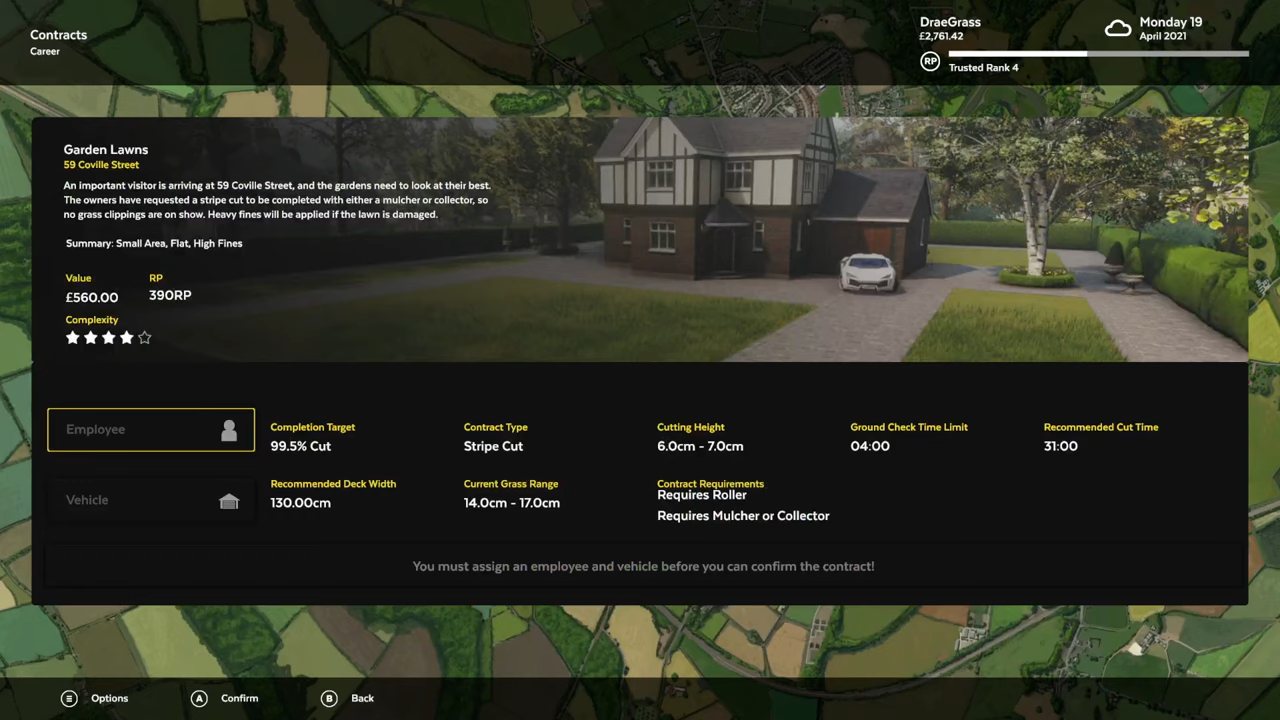 Contracts
Career
DraeGrass
£2,761.42
Monday 19
April 2021
RP
Trusted Rank 4
Garden Lawns
59 Coville Street
An important visitor is arriving at 59 Coville Street, and the gardens need to look at their best.
The owners have requested a stripe cut to be completed with either a mulcher or collector, so
no grass clippings are on show. Heavy fines will be applied if the lawn is damaged.
Summary: Small Area, Flat, High Fines
Value RP
£560.00 390RP
Complexity
Employee
Completion Target Contract Type Cutting Height Ground Check Time Limit Recommended Cut Time
99.5% Cut Stripe Cut 6.0cm - 7.0cm 04:00 31:00
Vehicle
Recommended Deck Width Current Grass Range Contract Requirements
130.00cm 14.0cm - 17.0cm Requires Roller
Requires Mulcher or Collector
You must assign an employee and vehicle before you can confirm the contract!
Options A Confirm B Back